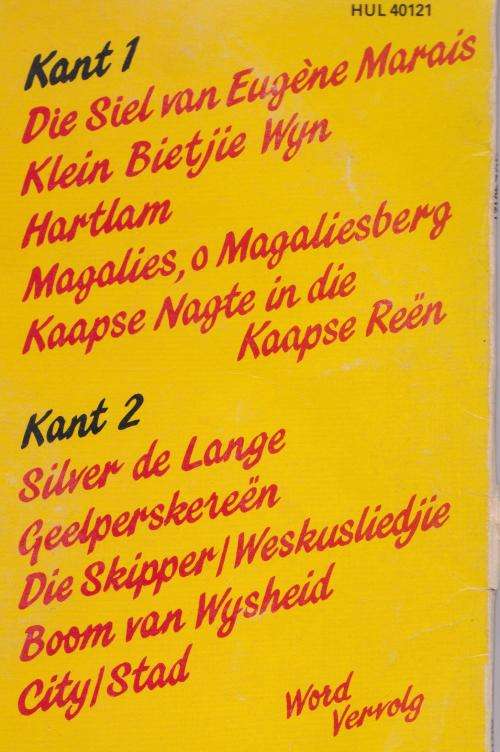 HUL 40121
Kant 1
Die Siel van Eugène Marais
Klein Bietjie Wyn
Hartlam
Magalies, o Magaliesberg
Kaapse Nagte in die
Kaapse Reën
Kant 2
Silver de Lange
Geelperskereën
Die Skipper/Weskusliedjie
Boom van Wysheid
City/Stad
Word
Vervolg